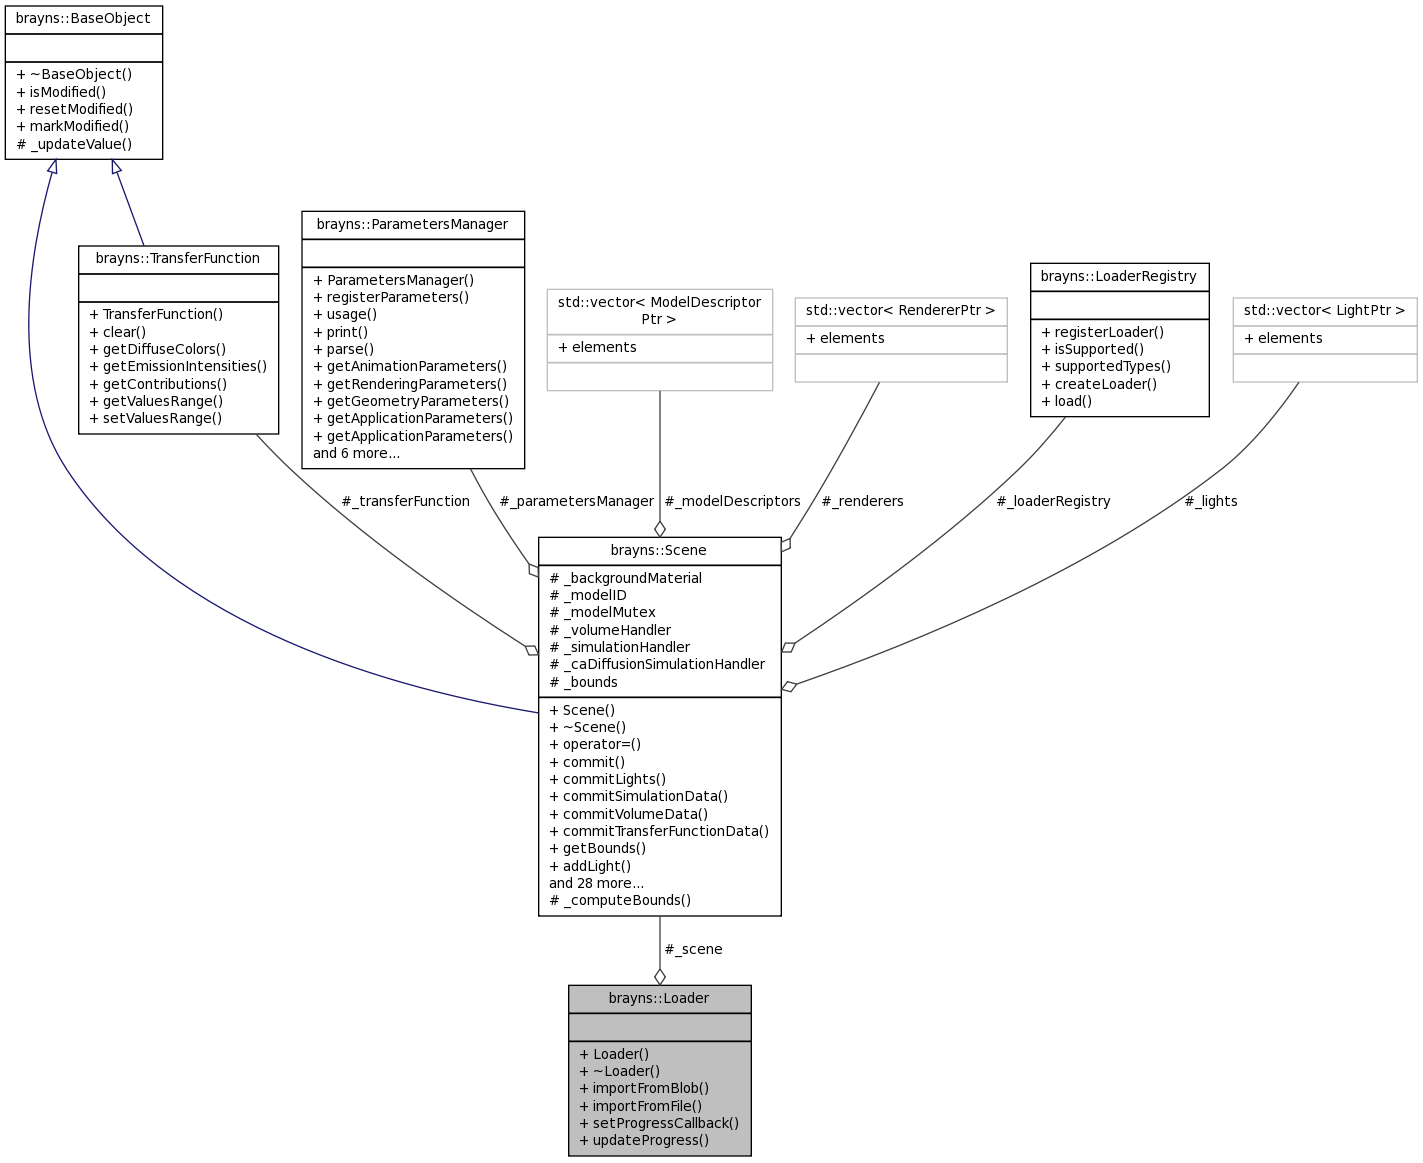 brayns::BaseObject
+ ~BaseObject()
+ isModified()
+ resetModified()
+ markModified()
# _updateValue()
brayns::TransferFunction
+ TransferFunction()
+ clear()
+ getDiffuseColors()
+ getEmissionIntensities()
+ getContributions()
+ getValuesRange()
+ setValuesRange()
brayns::ParametersManager
+ ParametersManager()
+ registerParameters()
+ usage()
+ print()
+ parse()
+ getAnimationParameters()
+ getRenderingParameters()
+ getGeometryParameters()
+ getApplicationParameters()
+ getApplicationParameters()
and 6 more...
std::vector< ModelDescriptor
Ptr >
+ elements
std::vector< RendererPtr >
+ elements
brayns::LoaderRegistry
+ registerLoader()
+ isSupported()
+ supportedTypes()
+ createLoader()
+ load()
std::vector< LightPtr >
+ elements
#_transferFunction
#_parametersManager
#_modelDescriptors
#_renderers
#_loaderRegistry
#_lights
brayns::Scene
# _backgroundMaterial
# _modelID
# _modelMutex
# _volumeHandler
# _simulationHandler
# _caDiffusionSimulationHandler
# _bounds
+ Scene()
+ ~Scene()
+ operator=()
+ commit()
+ commitLights()
+ commitSimulationData()
+ commitVolumeData()
+ commitTransferFunctionData()
+ getBounds()
+ addLight()
and 28 more...
# _computeBounds()
#_scene
brayns::Loader
+ Loader()
+ ~Loader()
+ importFromBlob()
+ importFromFile()
+ setProgressCallback()
+ updateProgress()